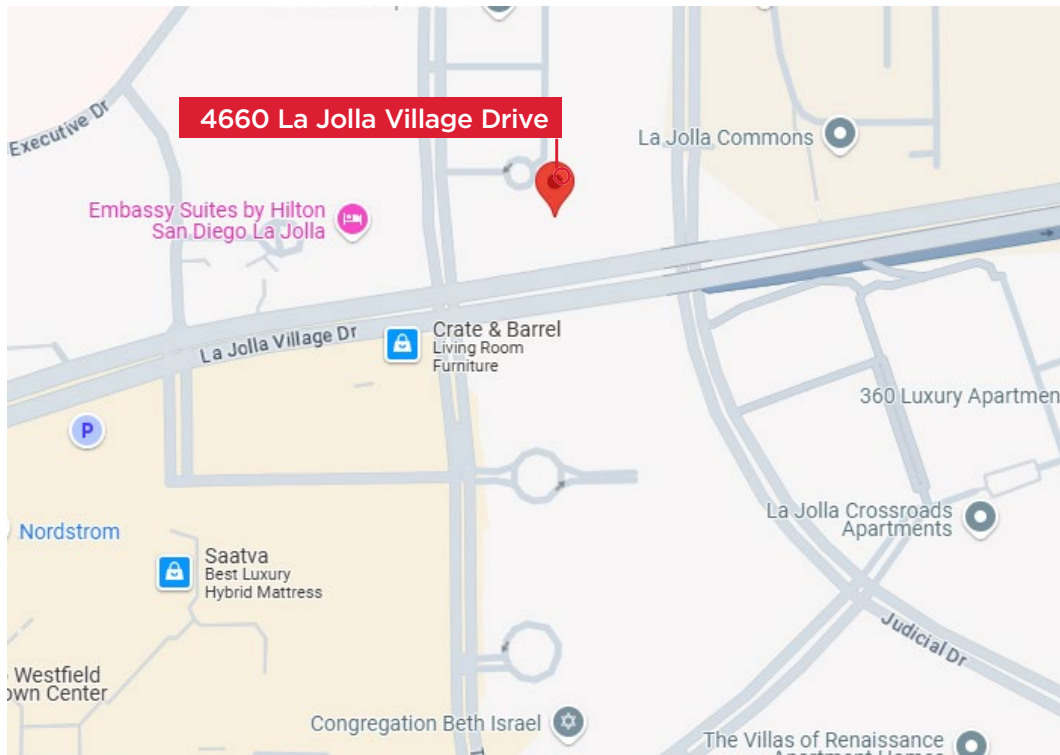 Executive Dr
4660 La Jolla Village Drive
La Jolla Commons
Embassy Suites by Hilton
San Diego La Jolla
La Jolla Village Dr
Crate & Barrel
Living Room
Furniture
360 Luxury Apartmen
P
Nordstrom
La Jolla Crossroads
Apartments
Saatva
Best Luxury
Hybrid Mattress
Judicial Dr
Westfield
own Center
Congregation Beth Israel
The Villas of Renaissance
Apartment Homes